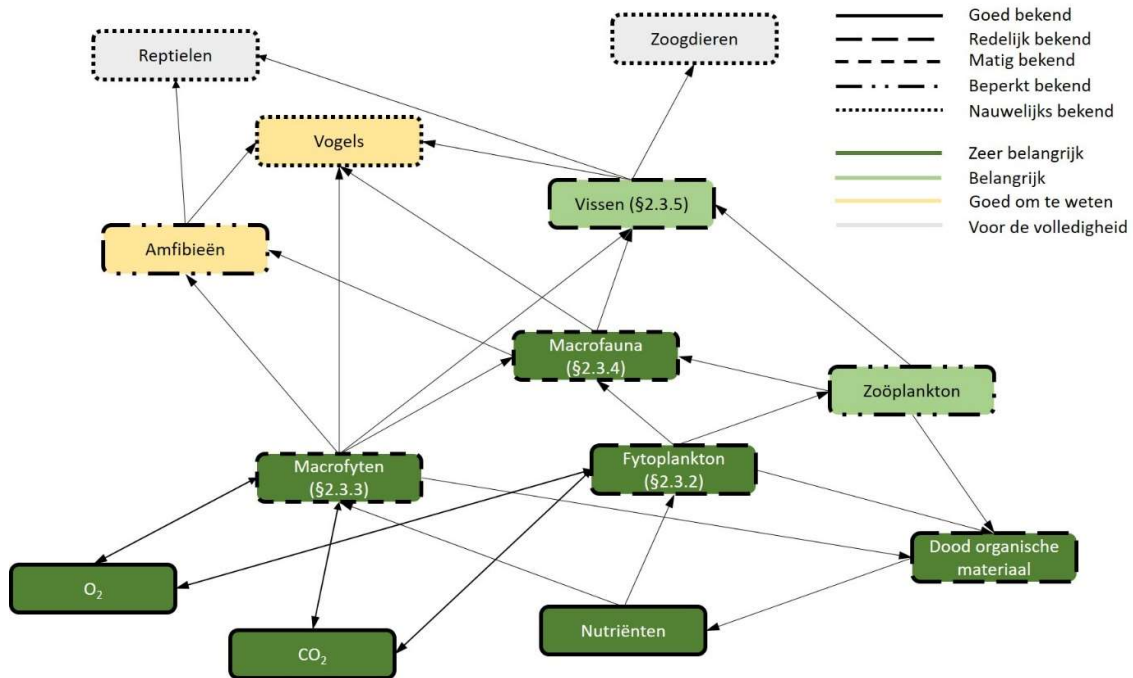 Reptielen
Zoogdieren
Vogels
Vissen (§2.3.5)
Amfibieën
Macrofauna
(§2.3.4)
Zoöplankton
Macrofyten
(§2.3.3)
Fytoplankton
(§2.3.2)
Dood organische
materiaal
O₂
CO₂
Nutriënten
Goed bekend
Redelijk bekend
Matig bekend
Beperkt bekend
Nauwelijks bekend
Zeer belangrijk
Belangrijk
Goed om te weten
Voor de volledigheid